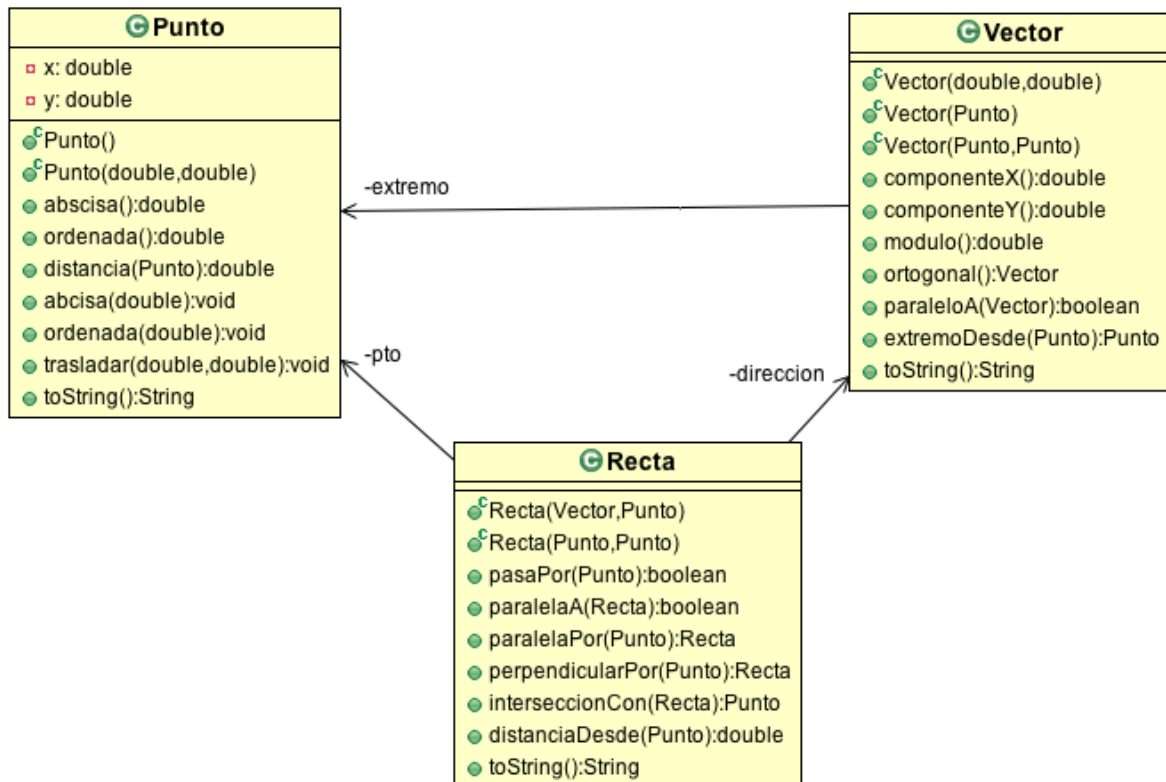 Punto
x: double
y: double
Punto()
Punto(double,double)
abscisa():double
ordenada():double
distancia(Punto):double
abcisa(double):void
ordenada(double):void
trasladar(double,double):void
toString():String
-extremo
-pto
-direccion
Vector
Vector(double,double)
Vector(Punto)
Vector(Punto,Punto)
componenteX():double
componenteY():double
modulo():double
ortogonal():Vector
paraleloA(Vector):boolean
extremoDesde(Punto):Punto
toString():String
Recta
Recta(Vector,Punto)
Recta(Punto,Punto)
pasaPor(Punto):boolean
paralelaA(Recta):boolean
paralelaPor(Punto):Recta
perpendicularPor(Punto):Recta
interseccionCon(Recta):Punto
distanciaDesde(Punto):double
toString():String